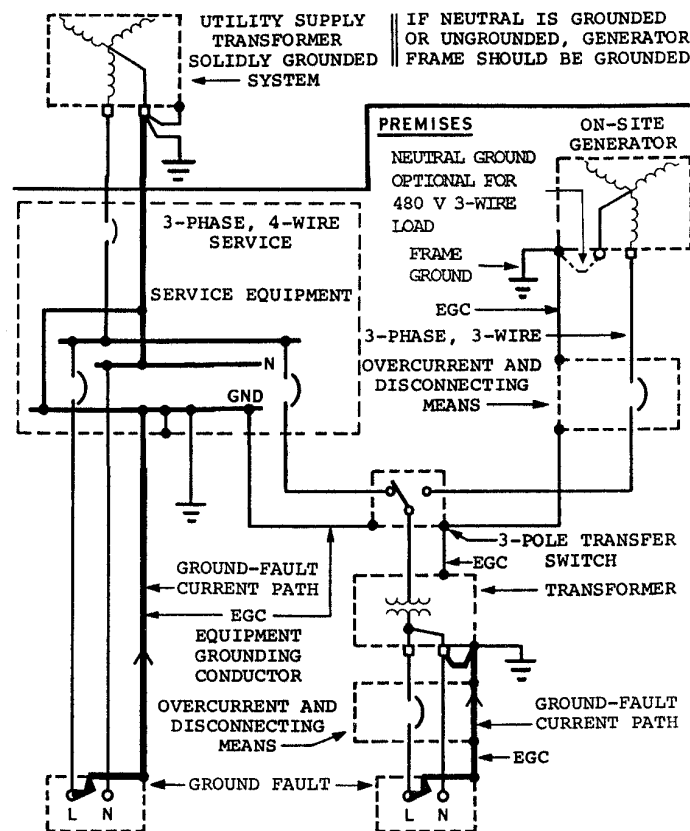 UTILITY SUPPLY
TRANSFORMER
SOLIDLY GROUNDED
SYSTEM
IF NEUTRAL IS GROUNDED
OR UNGROUNDED, GENERATOR
FRAME SHOULD BE GROUNDED
PREMISES
ON-SITE
GENERATOR
NEUTRAL GROUND
OPTIONAL FOR
480 V 3-WIRE
LOAD
FRAME
GROUND
EGC
3-PHASE, 3-WIRE
OVERCURRENT AND
DISCONNECTING
MEANS
3-PHASE, 4-WIRE
SERVICE
SERVICE EQUIPMENT
N
GND
3-POLE TRANSFER
SWITCH
EGC
TRANSFORMER
GROUND-FAULT
CURRENT PATH
EGC
EQUIPMENT
GROUNDING
CONDUCTOR
OVERCURRENT AND
DISCONNECTING
MEANS
GROUND-FAULT
CURRENT PATH
EGC
GROUND FAULT
L N
L N